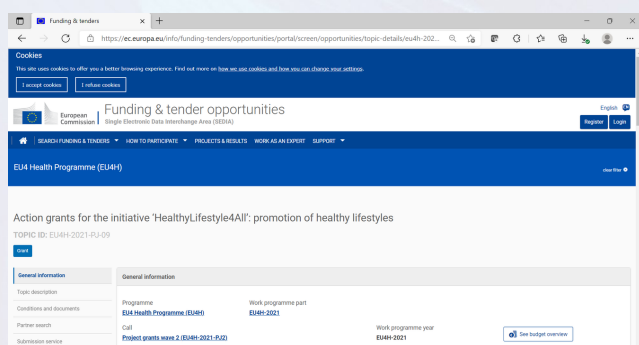 Funding & tenders
https://ec.europa.eu/info/funding-tenders/opportunities/portal/screen/opportunities/topic-details/eu4h-202...
Cookies
This site uses cookies to offer you a better browsing experience. Find out more on how we use cookies and how you can change your settings.
I accept cookies I refuse cookies
European Commission
Funding & tender opportunities
Single Electronic Data Interchange Area (SEDIA)
English
Register Login
SEARCH FUNDING & TENDERS HOW TO PARTICIPATE PROJECTS & RESULTS WORK AS AN EXPERT SUPPORT
EU4 Health Programme (EU4H)
clear filter
Action grants for the initiative 'HealthyLifestyle4All': promotion of healthy lifestyles
TOPIC ID: EU4H-2021-PJ-09
Grant
General information
Topic description
Conditions and documents
Partner search
Submission service
General information
Programme
EU4 Health Programme (EU4H)
Work programme part
EU4H-2021
Call
Project grants wave 2 (EU4H-2021-PJ2)
Work programme year
EU4H-2021
See budget overview